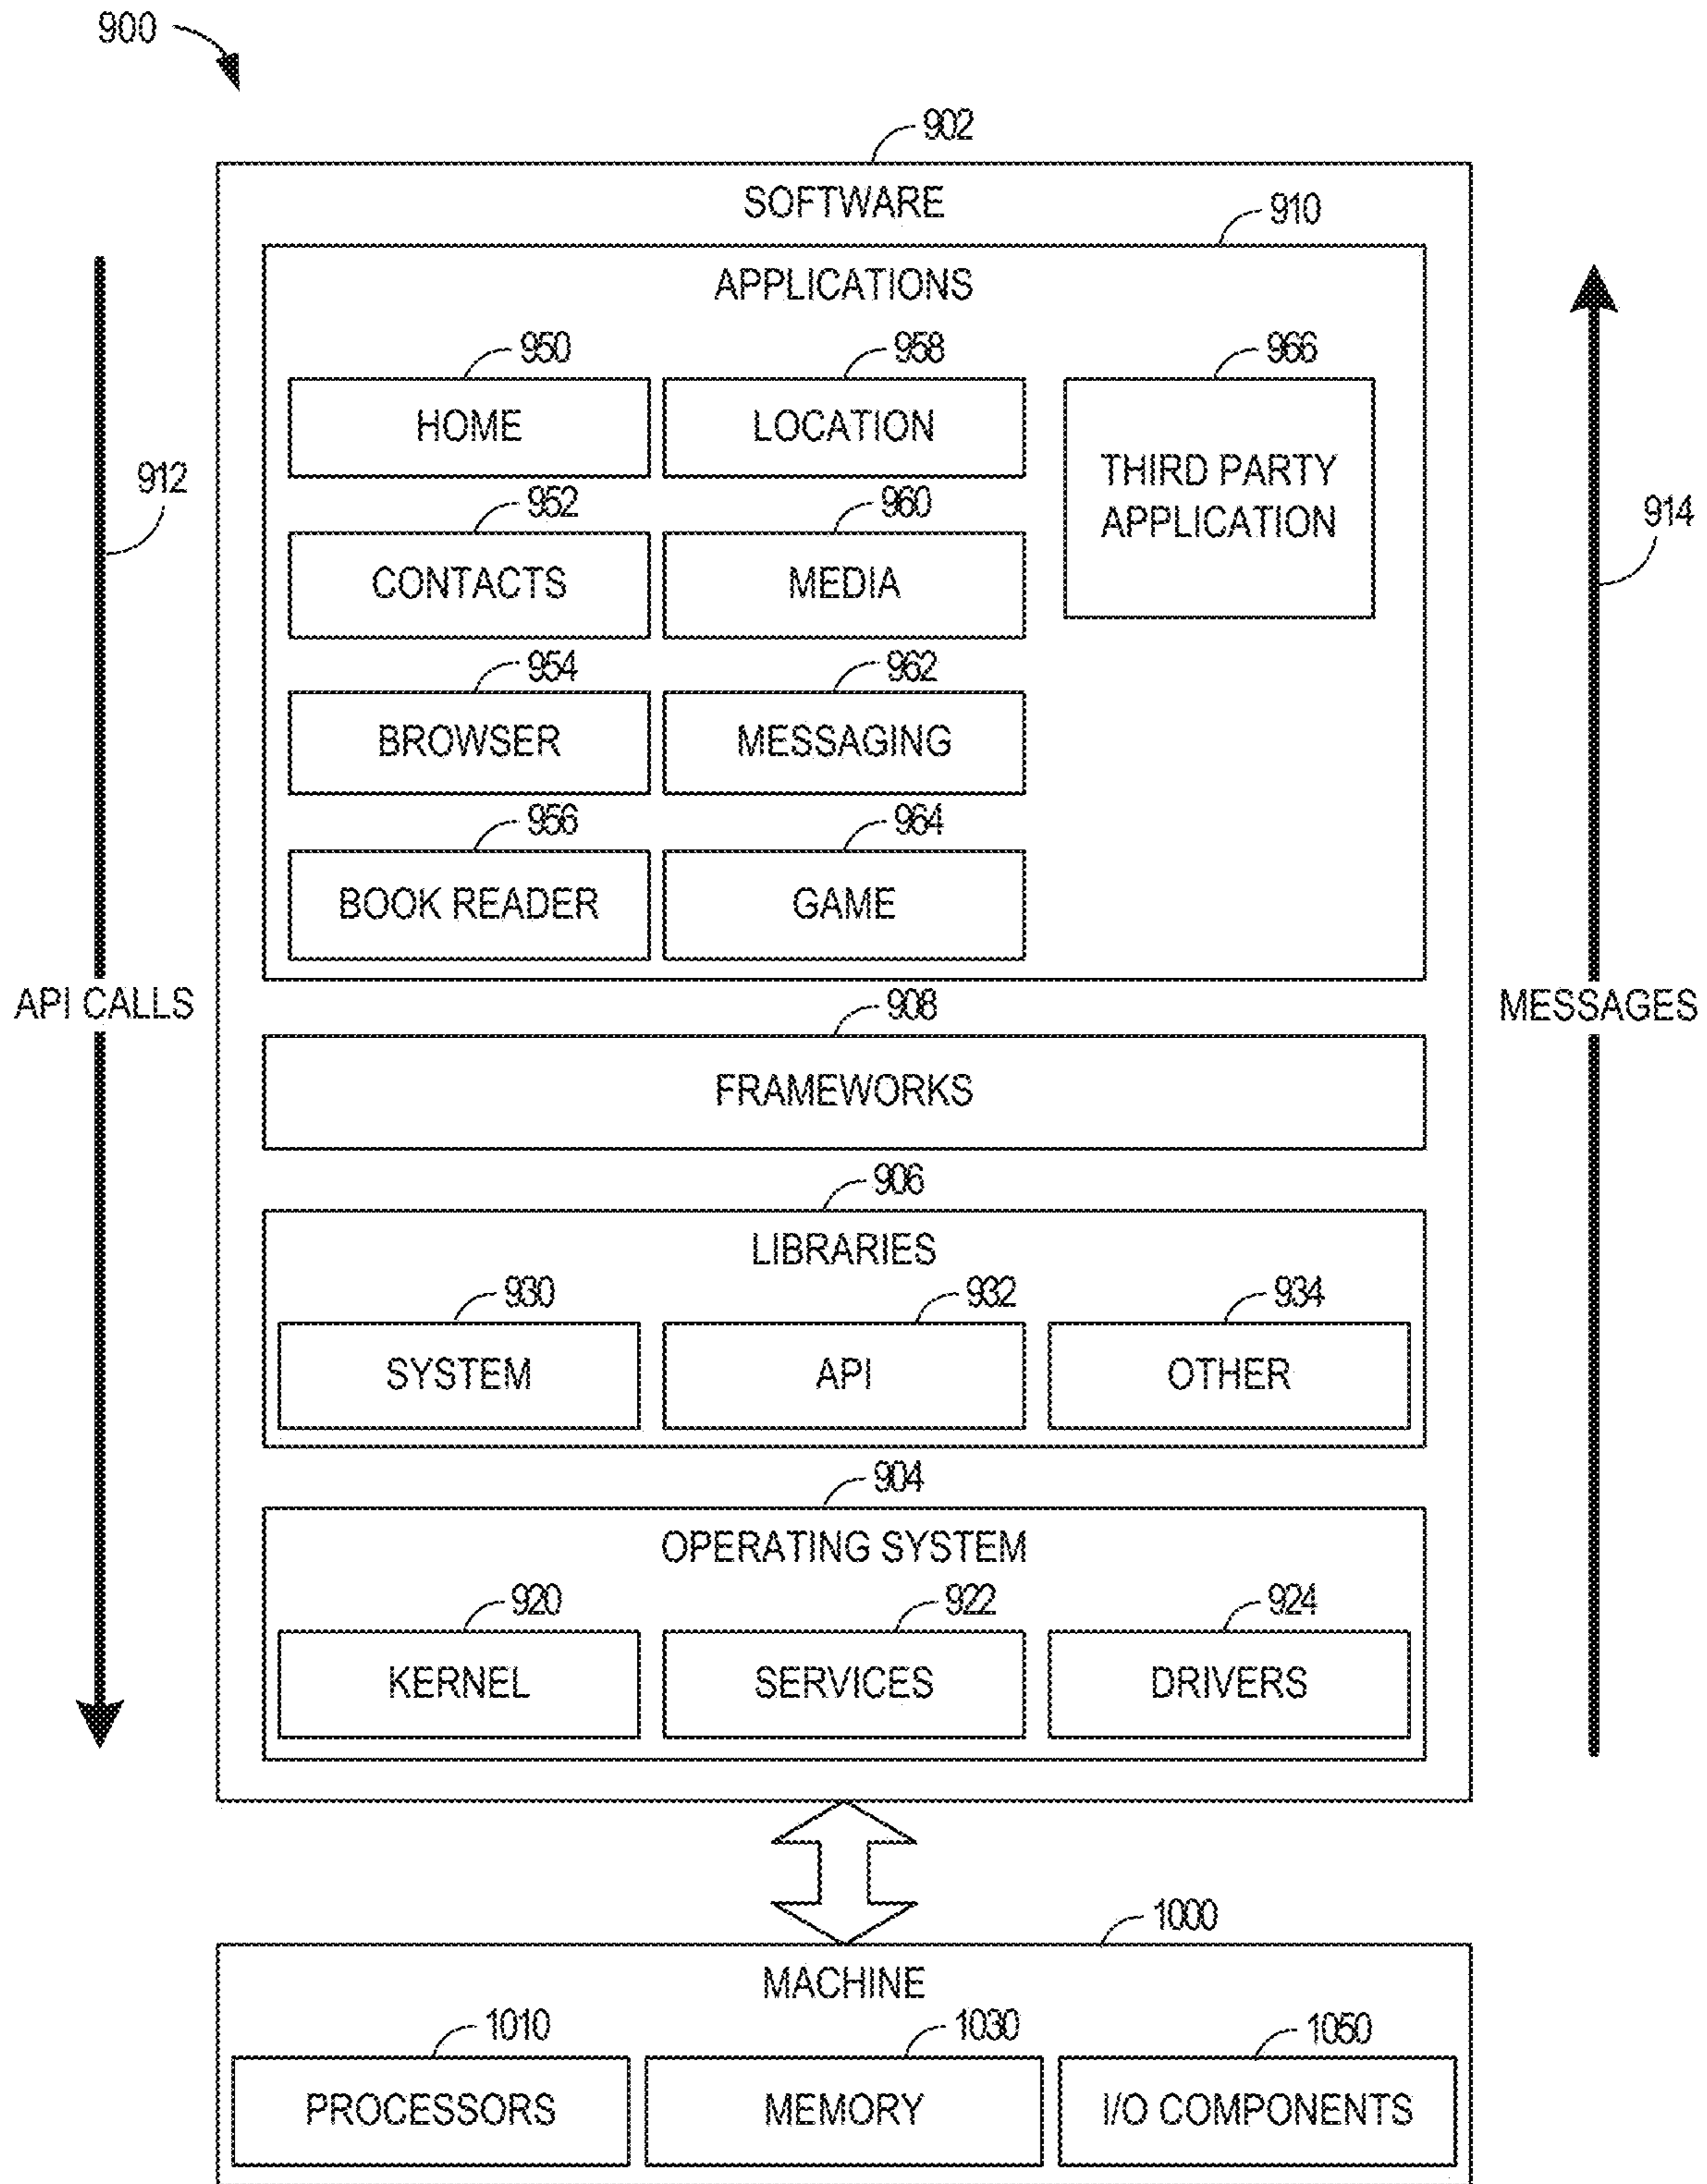 900
902
SOFTWARE
910
APPLICATIONS
950
958
966
HOME
LOCATION
THIRD PARTY
APPLICATION
912
952
960
914
CONTACTS
MEDIA
954
962
BROWSER
MESSAGING
956
964
BOOK READER
GAME
API CALLS
MESSAGES
908
FRAMEWORKS
906
LIBRARIES
930
932
934
SYSTEM
API
OTHER
904
OPERATING SYSTEM
920
922
924
KERNEL
SERVICES
DRIVERS
1000
MACHINE
1010
1030
1050
PROCESSORS
MEMORY
I/O COMPONENTS